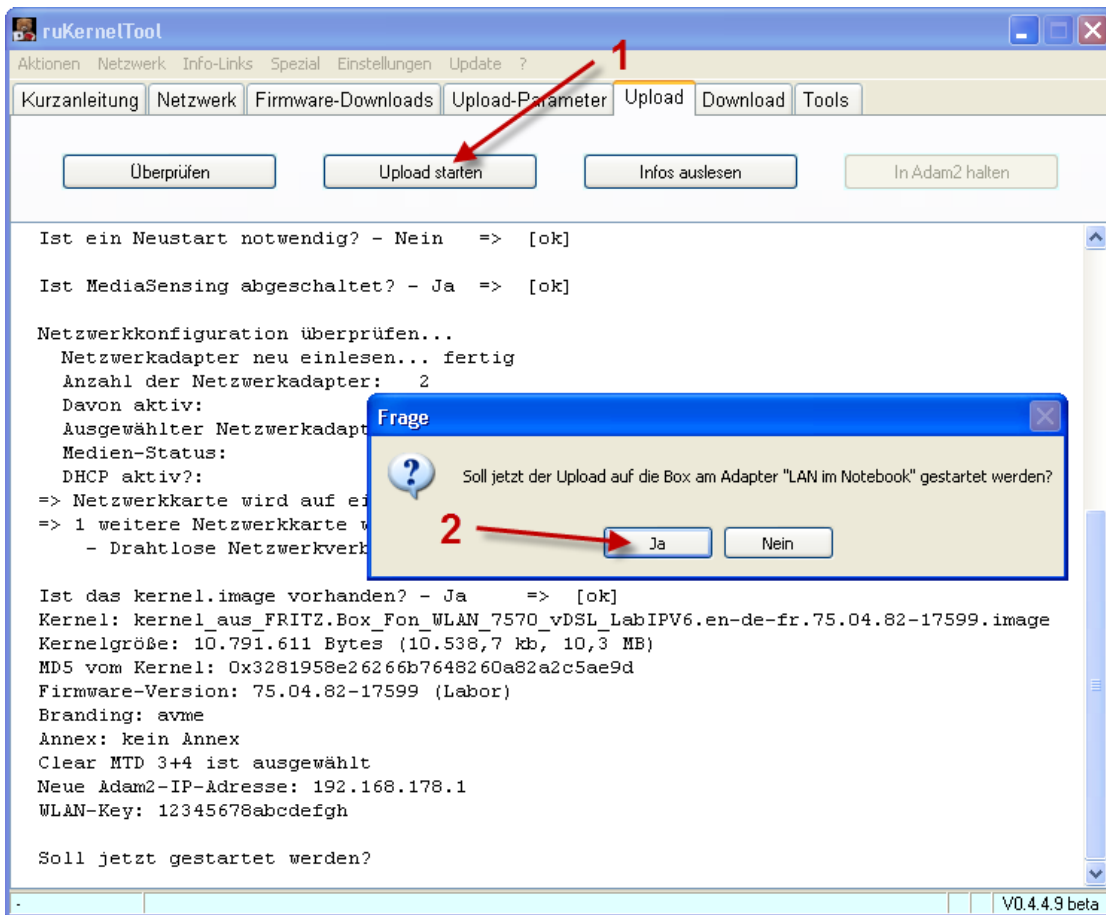 ruKernelTool
Aktionen Netzwerk Info-Links Spezial Einstellungen Update ?
1
Kurzanleitung Netzwerk Firmware-Downloads Upload-Parameter Upload Download Tools
Überprüfen Upload starten Infos auslesen In Adam2 halten
Ist ein Neustart notwendig? - Nein => [ok]
Ist MediaSensing abgeschaltet? - Ja => [ok]
Netzwerkkonfiguration überprüfen...
Netzwerkadapter neu einlesen... fertig
Anzahl der Netzwerkadapter: 2
Davon aktiv:
Ausgewählter Netzwerkadapt
Medien-Status:
DHCP aktiv?:
=> Netzwerkkarte wird auf ei
=> 1 weitere Netzwerkkarte w
- Drahtlose Netzwerkverb
Frage
Soll jetzt der Upload auf die Box am Adapter "LAN im Notebook" gestartet werden?
2
Ja Nein
Ist das kernel.image vorhanden? - Ja => [ok]
Kernel: kernel_aus_FRITZ.Box_Fon_WLAN_7570_vDSL_LabIPV6.en-de-fr.75.04.82-17599.image
Kernelgröße: 10.791.611 Bytes (10.538,7 kb, 10,3 MB)
MD5 vom Kernel: 0x3281958e26266b7648260a82a2c5ae9d
Firmware-Version: 75.04.82-17599 (Labor)
Branding: avme
Annex: kein Annex
Clear MTD 3+4 ist ausgewählt
Neue Adam2-IP-Adresse: 192.168.178.1
WLAN-Key: 12345678abcdefgh
Soll jetzt gestartet werden?
- V0.4.4.9 beta